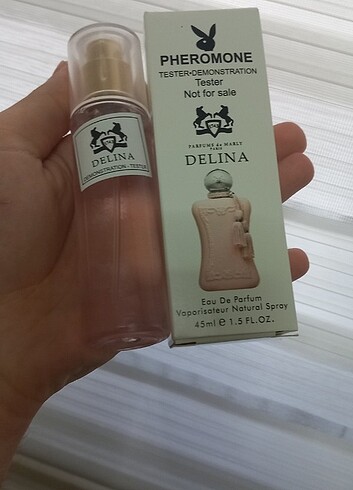 DELINA
DEMONSTRATION - TESTER
PHEROMONE
TESTER-DEMONSTRATION
Tester
Not for sale
PARFUMS de MARLY
PARIS
DELINA
Eau De Parfum
Vaporisateur Natural Spray
45ml e 1.5 FL.OZ.